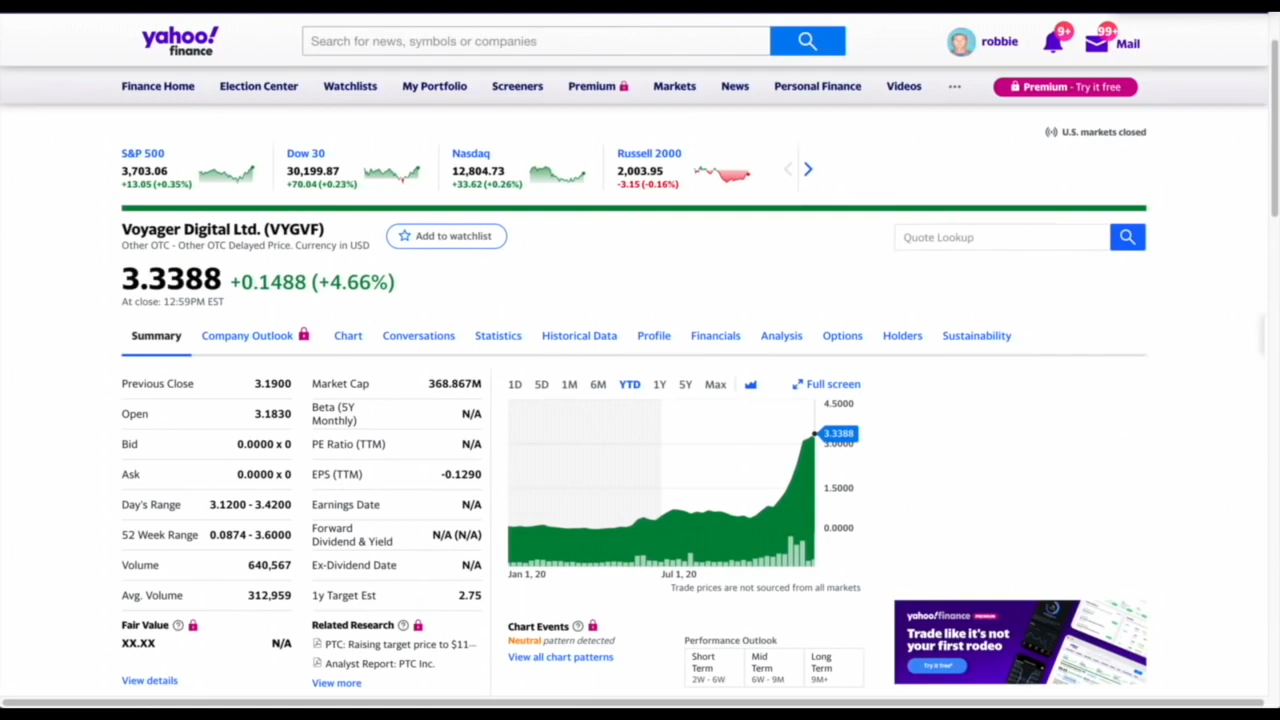 yahoo!
finance
Search for news, symbols or companies
robbie
9+
99+
Mail
Finance Home Election Center Watchlists My Portfolio Screeners Premium Markets News Personal Finance Videos ••• Premium - Try it free
U.S. markets closed
S&P 500
3,703.06
+13.05 (+0.35%)
Dow 30
30,199.87
+70.04 (+0.23%)
Nasdaq
12,804.73
+33.62 (+0.26%)
Russell 2000
2,003.95
-3.15 (-0.16%)
Voyager Digital Ltd. (VYGVF)
Other OTC - Other OTC Delayed Price. Currency in USD
Add to watchlist
Quote Lookup
3.3388 +0.1488 (+4.66%)
At close: 12:59PM EST
Summary Company Outlook Chart Conversations Statistics Historical Data Profile Financials Analysis Options Holders Sustainability
Previous Close 3.1900
Open 3.1830
Bid 0.0000 x 0
Ask 0.0000 x 0
Day's Range 3.1200 - 3.4200
52 Week Range 0.0874 - 3.6000
Volume 640,567
Avg. Volume 312,959
Market Cap 368.867M
Beta (5Y
Monthly) N/A
PE Ratio (TTM) N/A
EPS (TTM) -0.1290
Earnings Date N/A
Forward
Dividend & Yield N/A (N/A)
Ex-Dividend Date N/A
1y Target Est 2.75
1D 5D 1M 6M YTD 1Y 5Y Max Full screen
4.5000
3.3388
3.0000
1.5000
0.0000
Jan 1, 20 Jul 1, 20
Trade prices are not sourced from all markets
Fair Value
XX.XX N/A
View details
Related Research
PTC: Raising target price to $11--
Analyst Report: PTC Inc.
View more
Chart Events
Neutral pattern detected
View all chart patterns
Performance Outlook
Short
Term
2W - 6W
Mid
Term
6W - 9M
Long
Term
9M+
yahoo!finance PREMIUM
Trade like it's not
your first rodeo
Try it free*